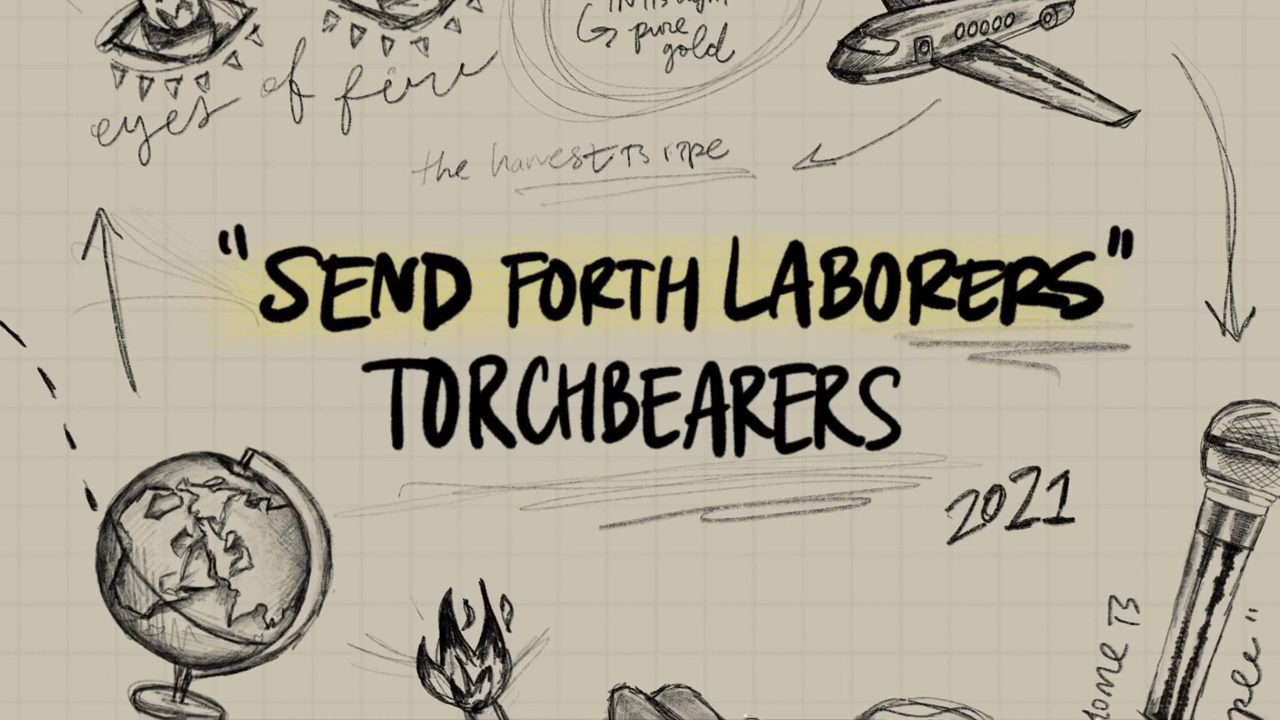 pure
gold
eyes of fire
the harvest is ripe
"SEND FORTH LABORERS"
TORCHBEARERS
2021